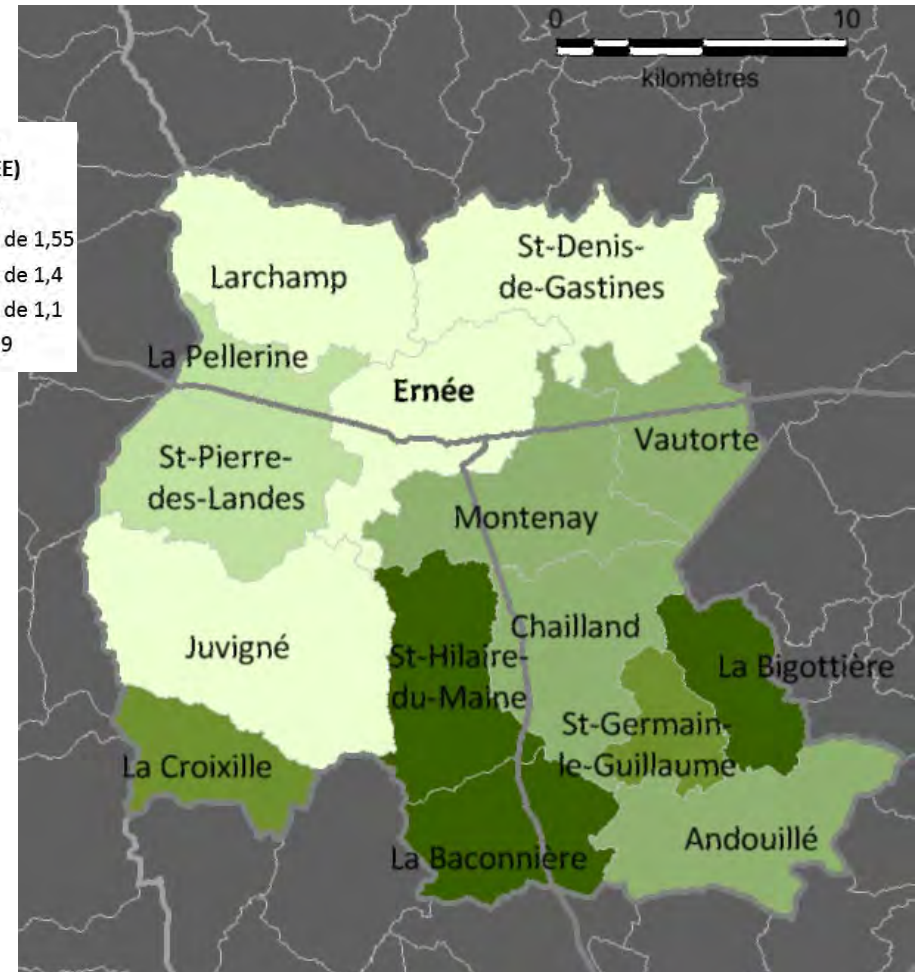 0 10
kilomètres
E)
de 1,55
de 1,4
de 1,1
9
Larchamp
St-Denis-
de-Gastines
La Pellerine
Ernée
Vautorte
St-Pierre-
des-Landes
Montenay
Juvigné
Chailland
St-Hilaire-
du-Maine
La Bigottière
St-Germain-
le-Guillaume
La Croixille
Andouillé
La Baconnière